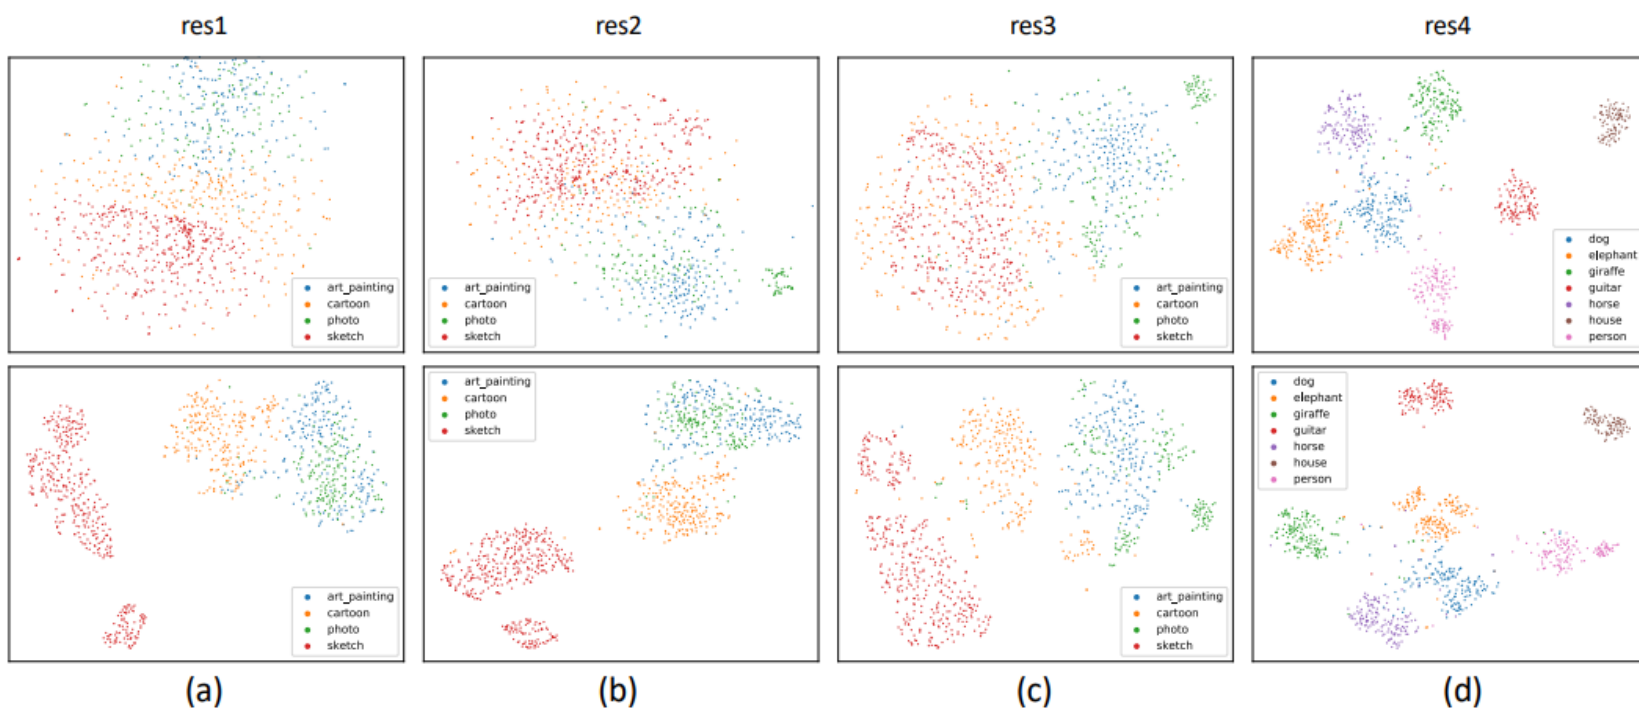 res1
res2
res3
res4
art_painting
cartoon
photo
sketch
art_painting
cartoon
photo
sketch
art_painting
cartoon
photo
sketch
dog
elephant
giraffe
guitar
horse
house
person
art_painting
cartoon
photo
sketch
art_painting
cartoon
photo
sketch
art_painting
cartoon
photo
sketch
dog
elephant
giraffe
guitar
horse
house
person
(a)
(b)
(c)
(d)